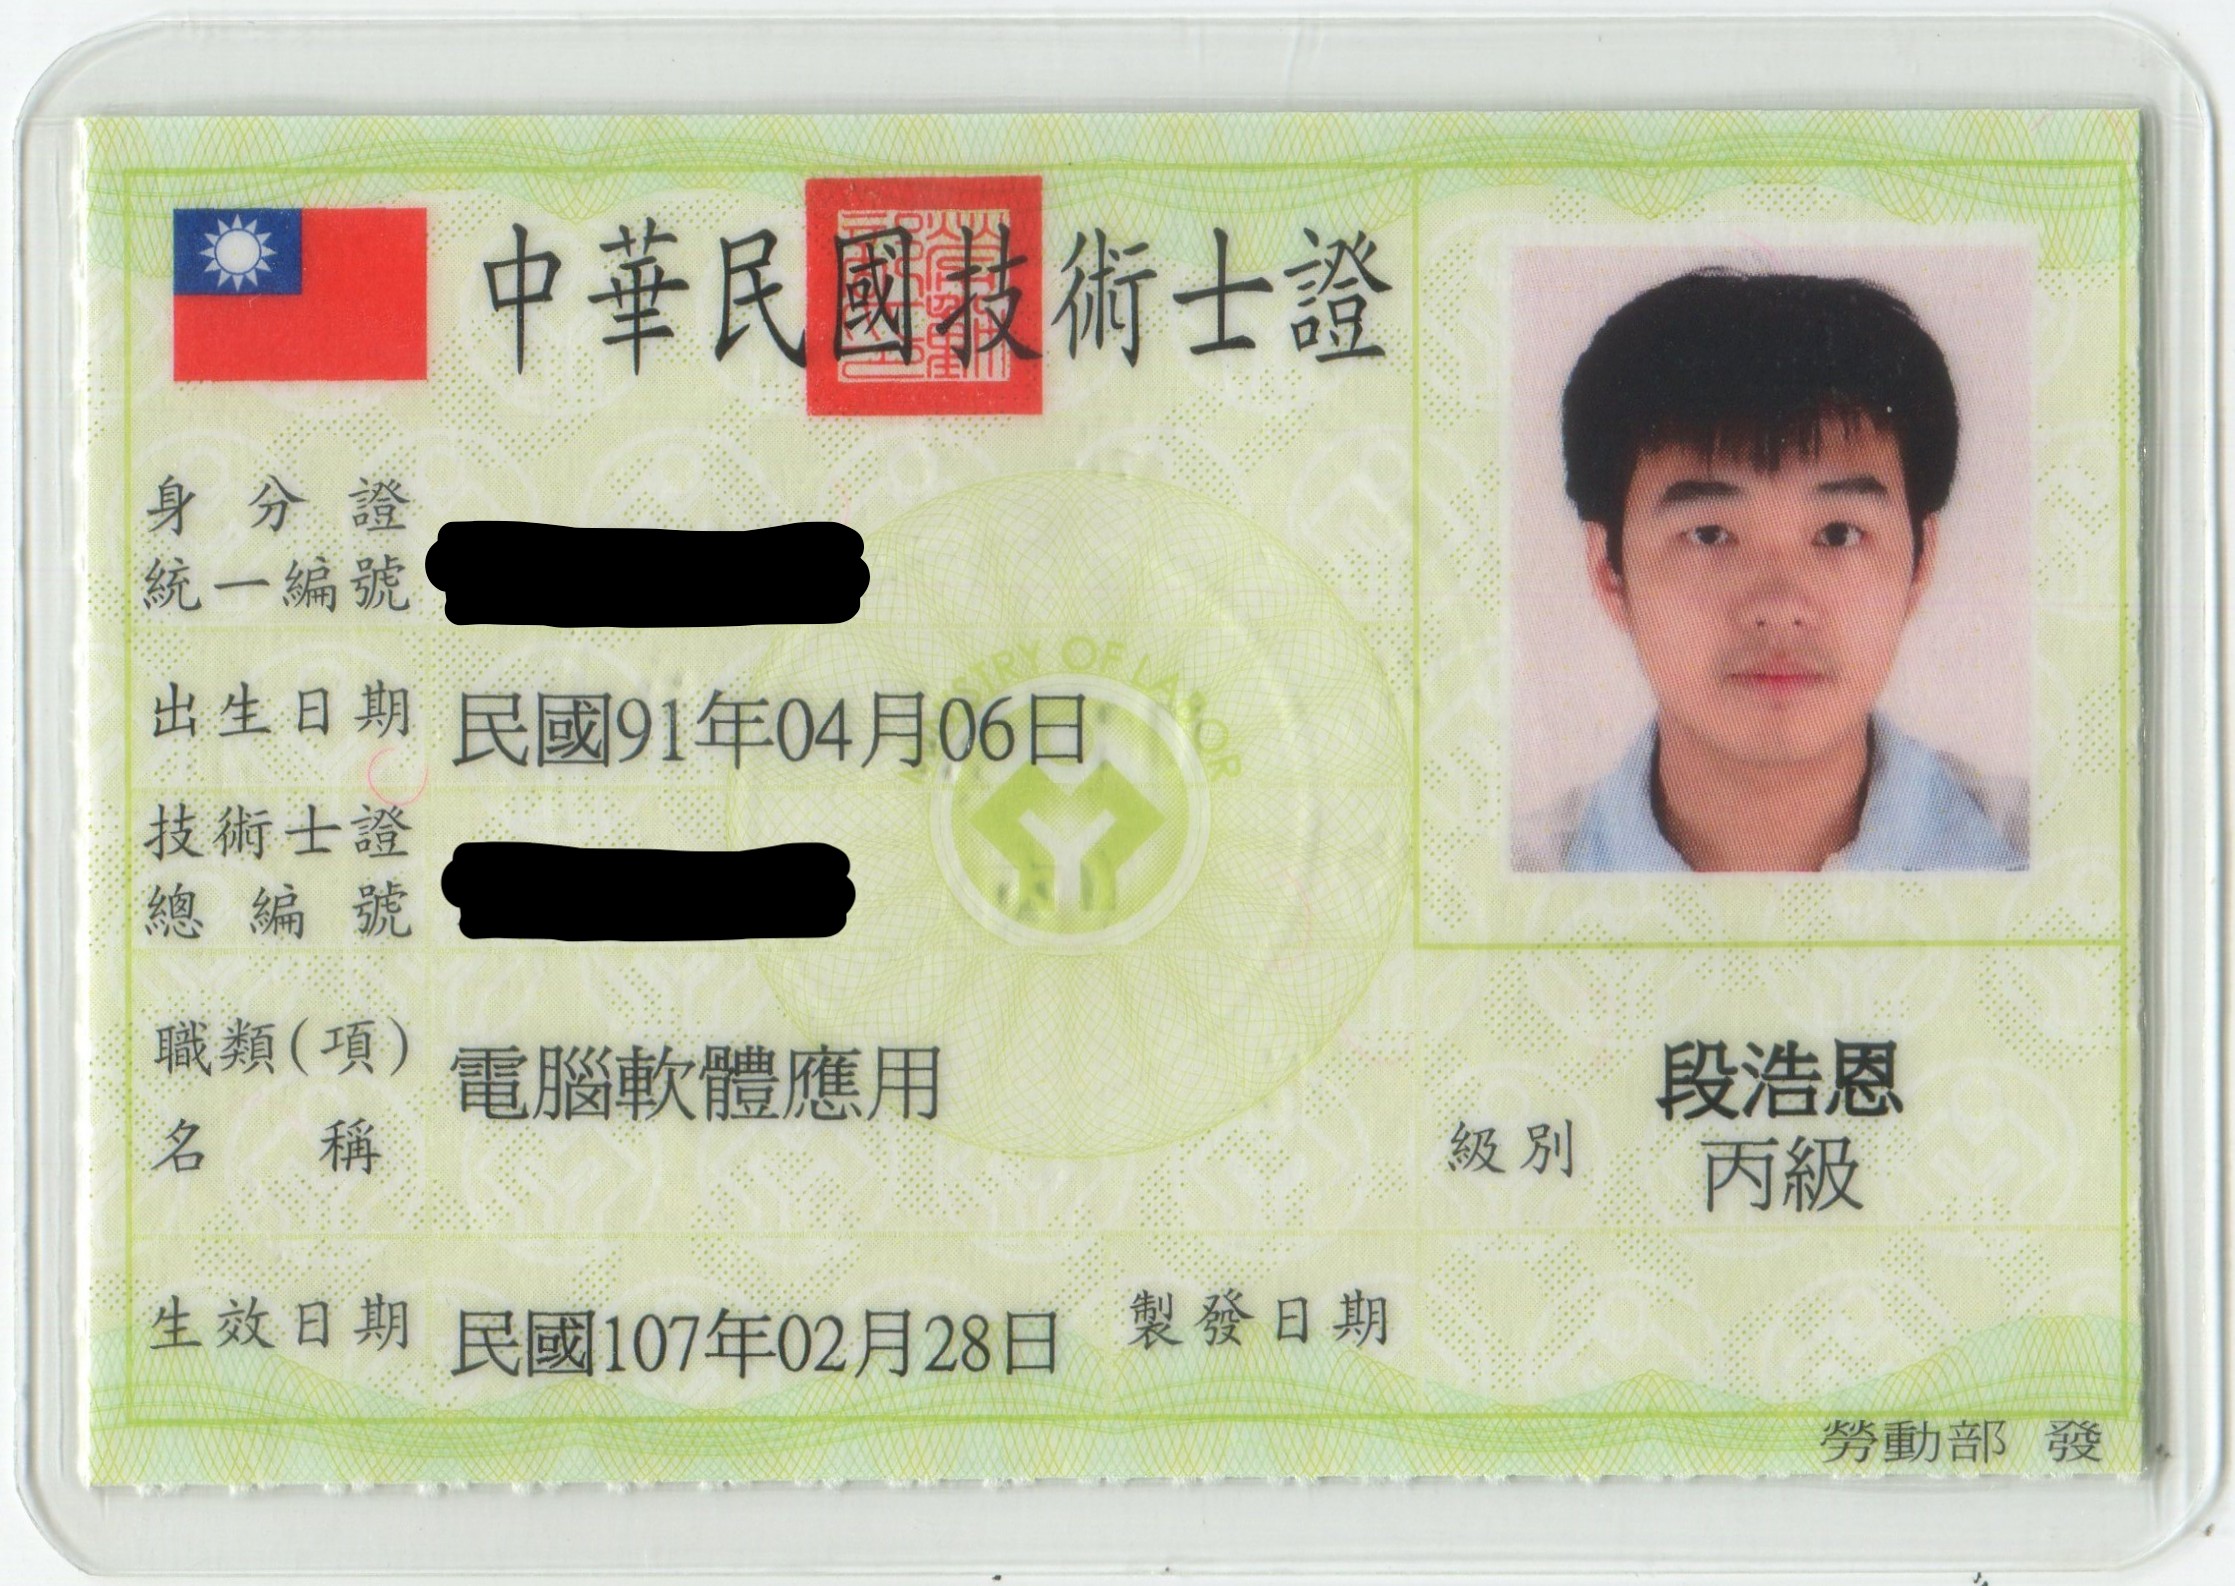 中華民國技術士證
勞動部印
身分證
統一編號
出生日期 民國91年04月06日
MINISTRY OF LABOR
技術士證
總編號
職類(項)
名稱 電腦軟體應用
段浩恩
級別 丙級
生效日期 民國107年02月28日 製發日期
勞動部 發